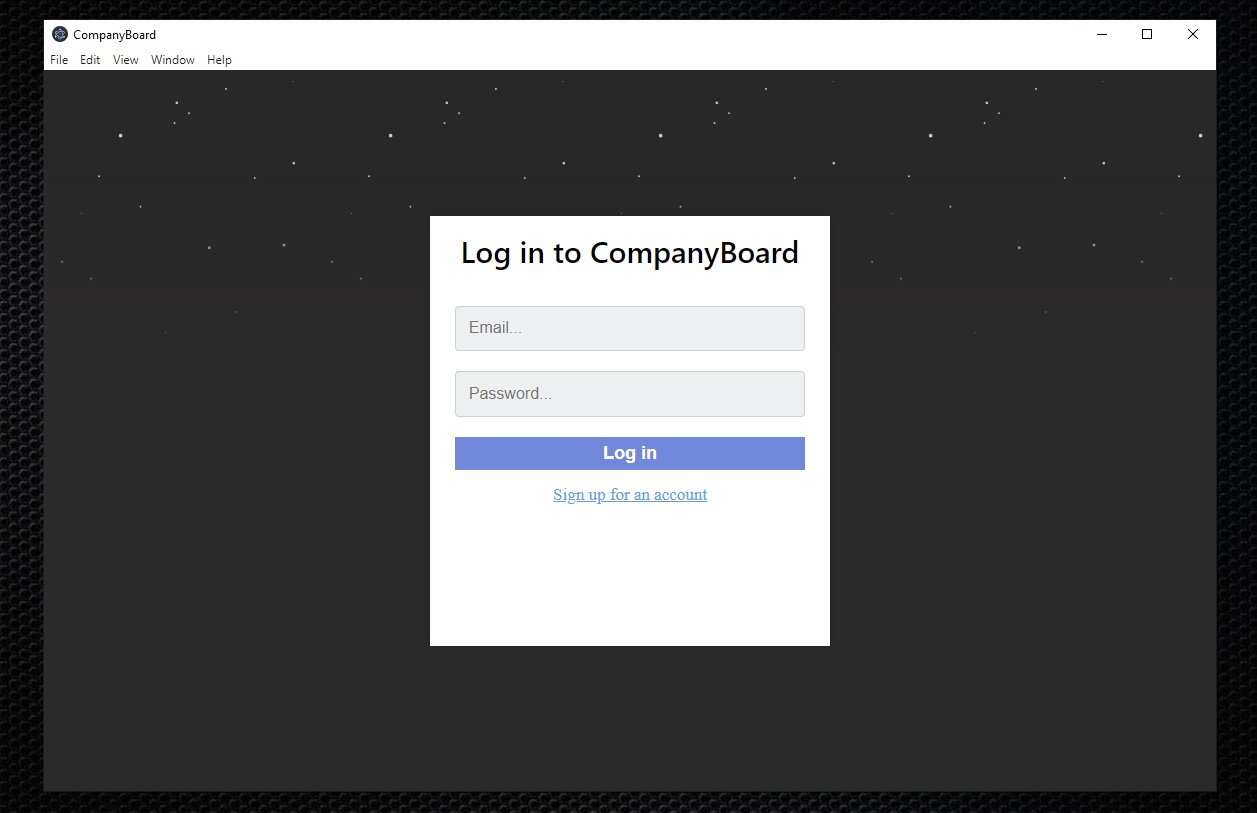 CompanyBoard
File Edit View Window Help
Log in to CompanyBoard
Email...
Password...
Log in
Sign up for an account